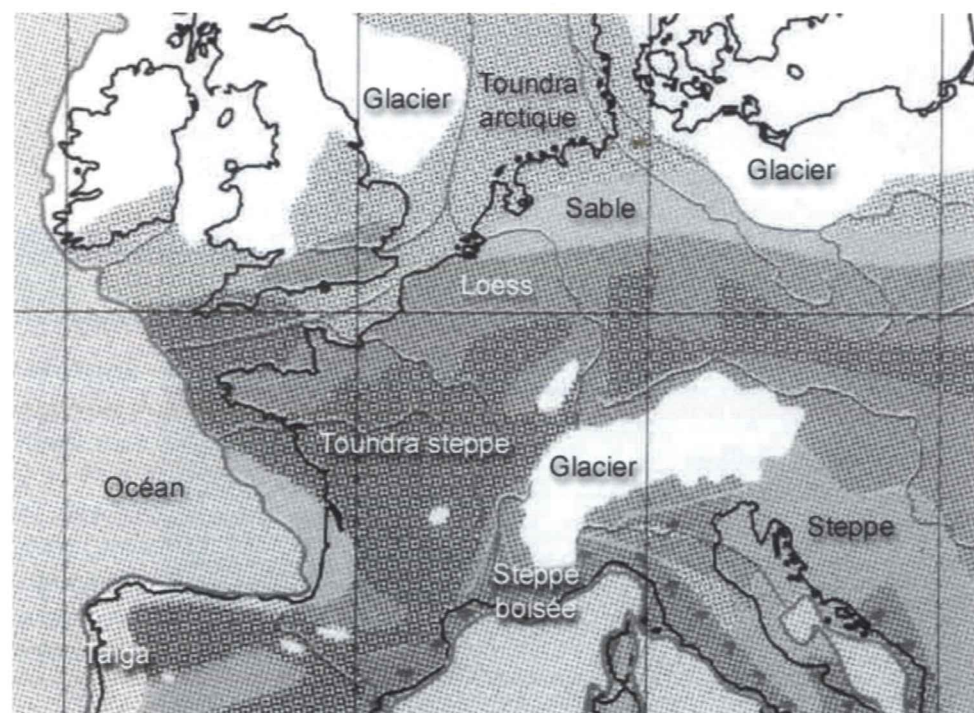 Glacier
Toundra
arctique
Glacier
Sable
Loess
Toundra steppe
Glacier
Océan
Steppe
Steppe
boisée
Taïga